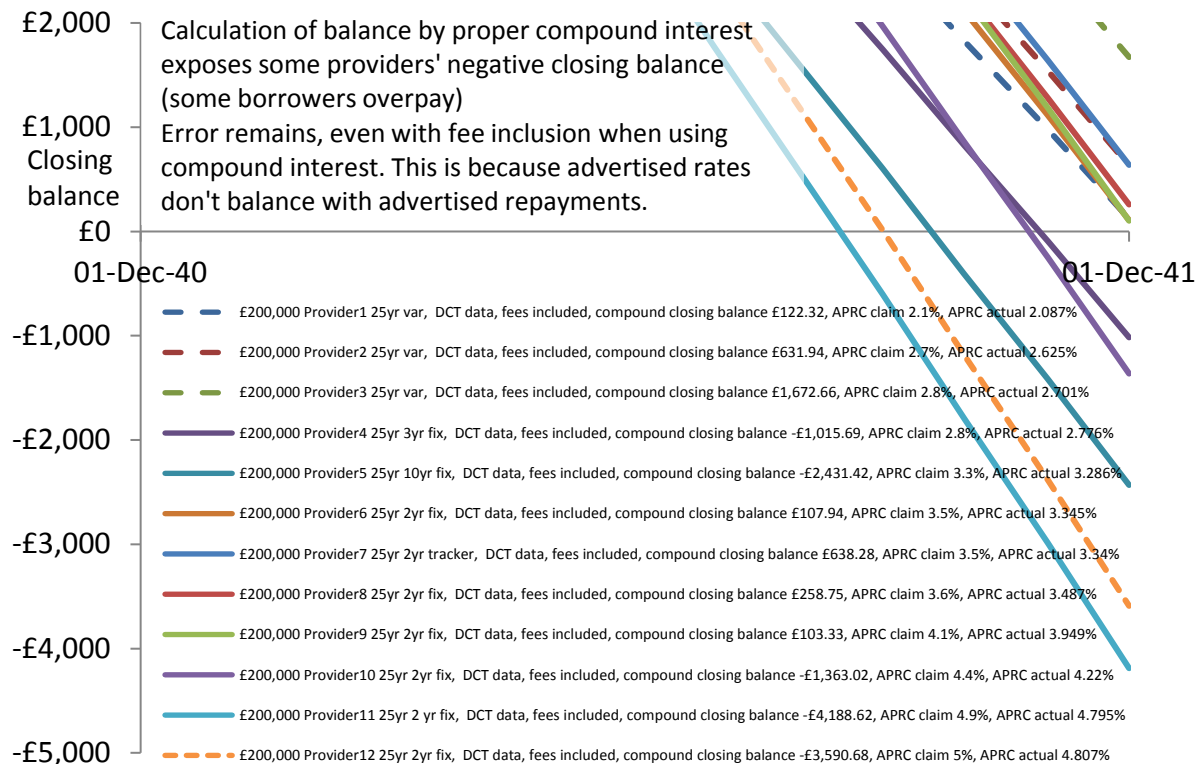 £2,000
Calculation of balance by proper compound interest
exposes some providers' negative closing balance
(some borrowers overpay)
Error remains, even with fee inclusion when using
compound interest. This is because advertised rates
don't balance with advertised repayments.
£1,000
Closing
balance
£0
01-Dec-40
01-Dec-41
-£1,000
-£2,000
-£3,000
-£4,000
-£5,000
£200,000 Provider1 25yr var, DCT data, fees included, compound closing balance £122.32, APRC claim 2.1%, APRC actual 2.087%
£200,000 Provider2 25yr var, DCT data, fees included, compound closing balance £631.94, APRC claim 2.7%, APRC actual 2.625%
£200,000 Provider3 25yr var, DCT data, fees included, compound closing balance £1,672.66, APRC claim 2.8%, APRC actual 2.701%
£200,000 Provider4 25yr 3yr fix, DCT data, fees included, compound closing balance -£1,015.69, APRC claim 2.8%, APRC actual 2.776%
£200,000 Provider5 25yr 10yr fix, DCT data, fees included, compound closing balance -£2,431.42, APRC claim 3.3%, APRC actual 3.286%
£200,000 Provider6 25yr 2yr fix, DCT data, fees included, compound closing balance £107.94, APRC claim 3.5%, APRC actual 3.345%
£200,000 Provider7 25yr 2yr tracker, DCT data, fees included, compound closing balance £638.28, APRC claim 3.5%, APRC actual 3.34%
£200,000 Provider8 25yr 2yr fix, DCT data, fees included, compound closing balance £258.75, APRC claim 3.6%, APRC actual 3.487%
£200,000 Provider9 25yr 2yr fix, DCT data, fees included, compound closing balance £103.33, APRC claim 4.1%, APRC actual 3.949%
£200,000 Provider10 25yr 2yr fix, DCT data, fees included, compound closing balance -£1,363.02, APRC claim 4.4%, APRC actual 4.22%
£200,000 Provider11 25yr 2 yr fix, DCT data, fees included, compound closing balance -£4,188.62, APRC claim 4.9%, APRC actual 4.795%
£200,000 Provider12 25yr 2yr fix, DCT data, fees included, compound closing balance -£3,590.68, APRC claim 5%, APRC actual 4.807%